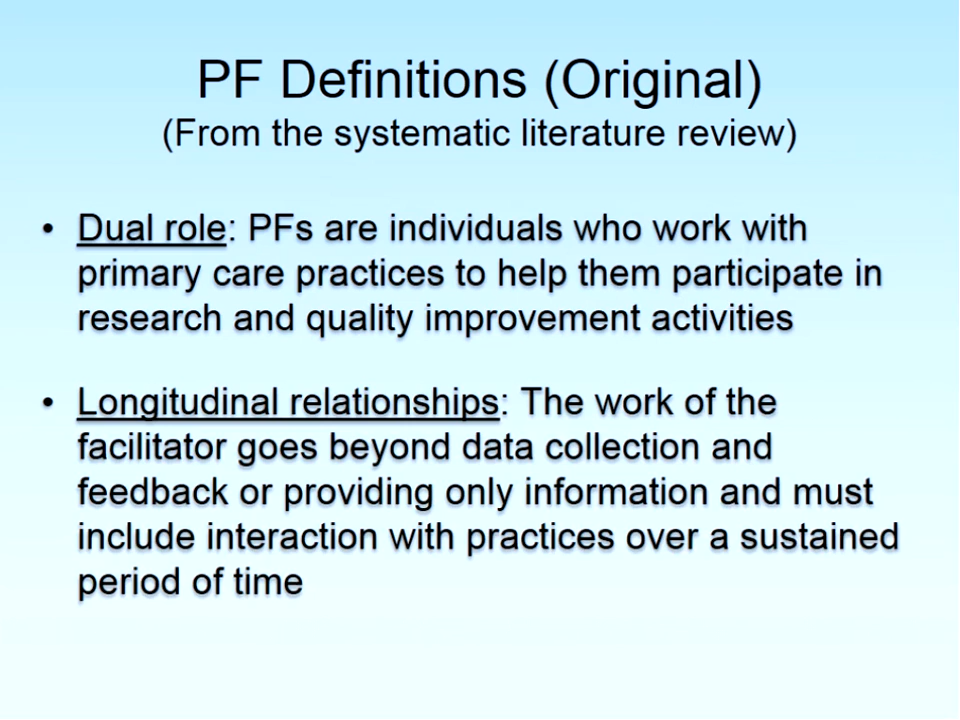 PF Definitions (Original)
(From the systematic literature review)
• Dual role: PFs are individuals who work with
primary care practices to help them participate in
research and quality improvement activities
• Longitudinal relationships: The work of the
facilitator goes beyond data collection and
feedback or providing only information and must
include interaction with practices over a sustained
period of time